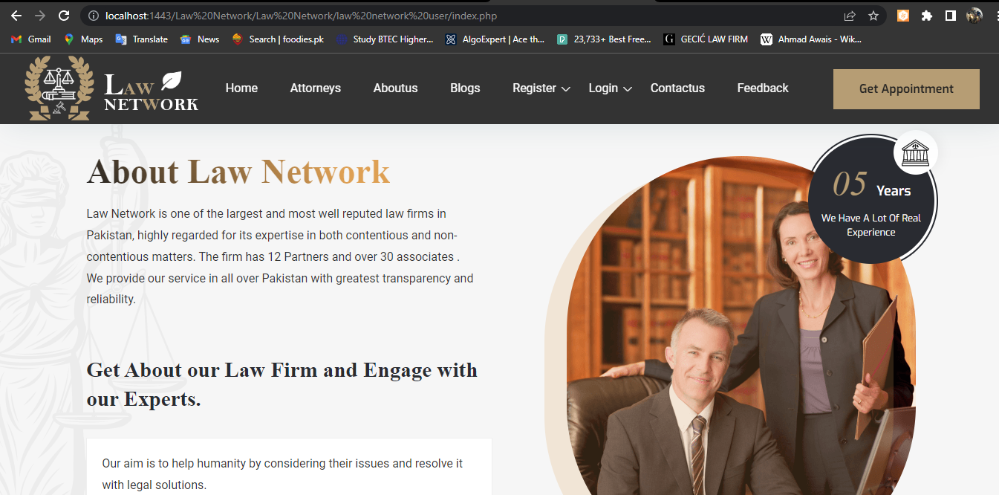 localhost:1443/Law%20Network/Law%20Network/law%20network%20user/index.php
Gmail Maps Translate News Search | foodies.pk Study BTEC Higher... AlgoExpert | Ace th... 23,733+ Best Free... GECIĆ LAW FIRM Ahmad Awais - Wik...
LAW
NETWORK
Home Attorneys Aboutus Blogs Register Login Contactus Feedback Get Appointment
About Law Network
Law Network is one of the largest and most well reputed law firms in
Pakistan, highly regarded for its expertise in both contentious and non-
contentious matters. The firm has 12 Partners and over 30 associates .
We provide our service in all over Pakistan with greatest transparency and
reliability.
05 Years
We Have A Lot Of Real
Experience
Get About our Law Firm and Engage with
our Experts.
Our aim is to help humanity by considering their issues and resolve it
with legal solutions.